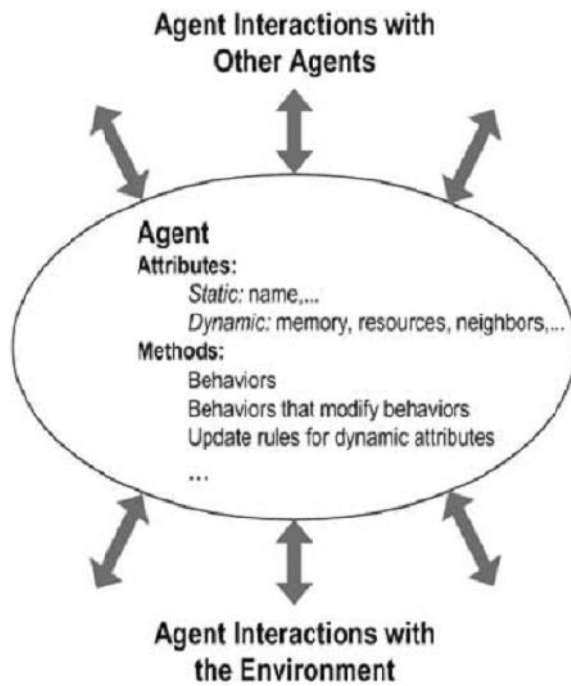 Agent Interactions with
Other Agents
Agent
Attributes:
Static: name,...
Dynamic: memory, resources, neighbors,...
Methods:
Behaviors
Behaviors that modify behaviors
Update rules for dynamic attributes
...
Agent Interactions with
the Environment